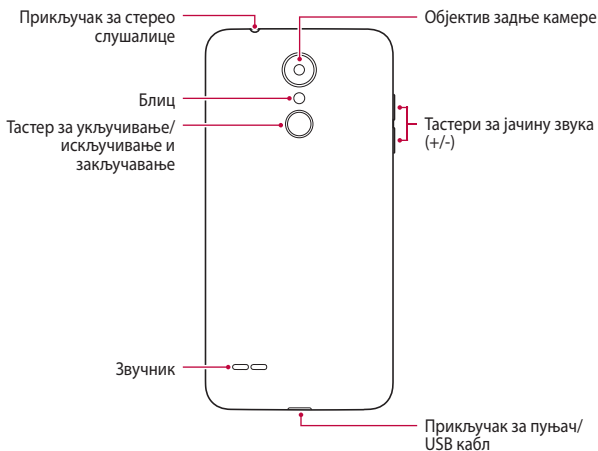 Прикључак за стерео
слушалице
Блиц
Тастер за укључивање/
искључивање и
закључавање
Звучник
Објектив задње камере
Тастери за јачину звука
(+/-)
Прикључак за пуњач/
USB кабл